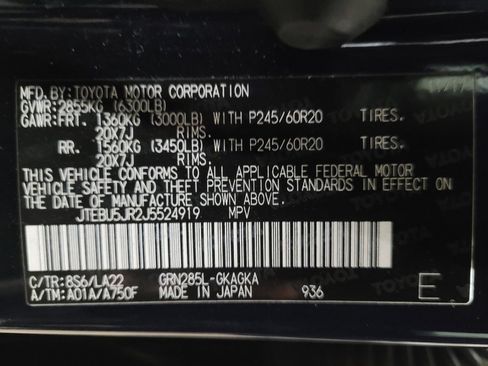 MFD.BY:TOYOTA MOTOR CORPORATION 11/17
GVWR:2855KG (6300LB)
GAWR:FRT. 1360KG (3000LB) WITH P245/60R20 TIRES.
20X7J RIMS.
RR. 1560KG (3450LB) WITH P245/60R20 TIRES.
20X7J RIMS.
THIS VEHICLE CONFORMS TO ALL APPLICABLE FEDERAL MOTOR
VEHICLE SAFETY AND THEFT PREVENTION STANDARDS IN EFFECT ON
THE DATE OF MANUFACTURE SHOWN ABOVE.
JTEBU5JR2J5524919 MPV
C/TR:8S6/LA22 GRN285L-GKAGKA
A/TM:A01A/A750F MADE IN JAPAN 936 E